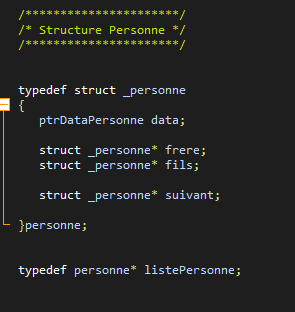 /**********************/
/* Structure Personne */
/**********************/
typedef struct _personne
{
ptrDataPersonne data;
struct _personne* frere;
struct _personne* fils;
struct _personne* suivant;
}personne;
typedef personne* listePersonne;